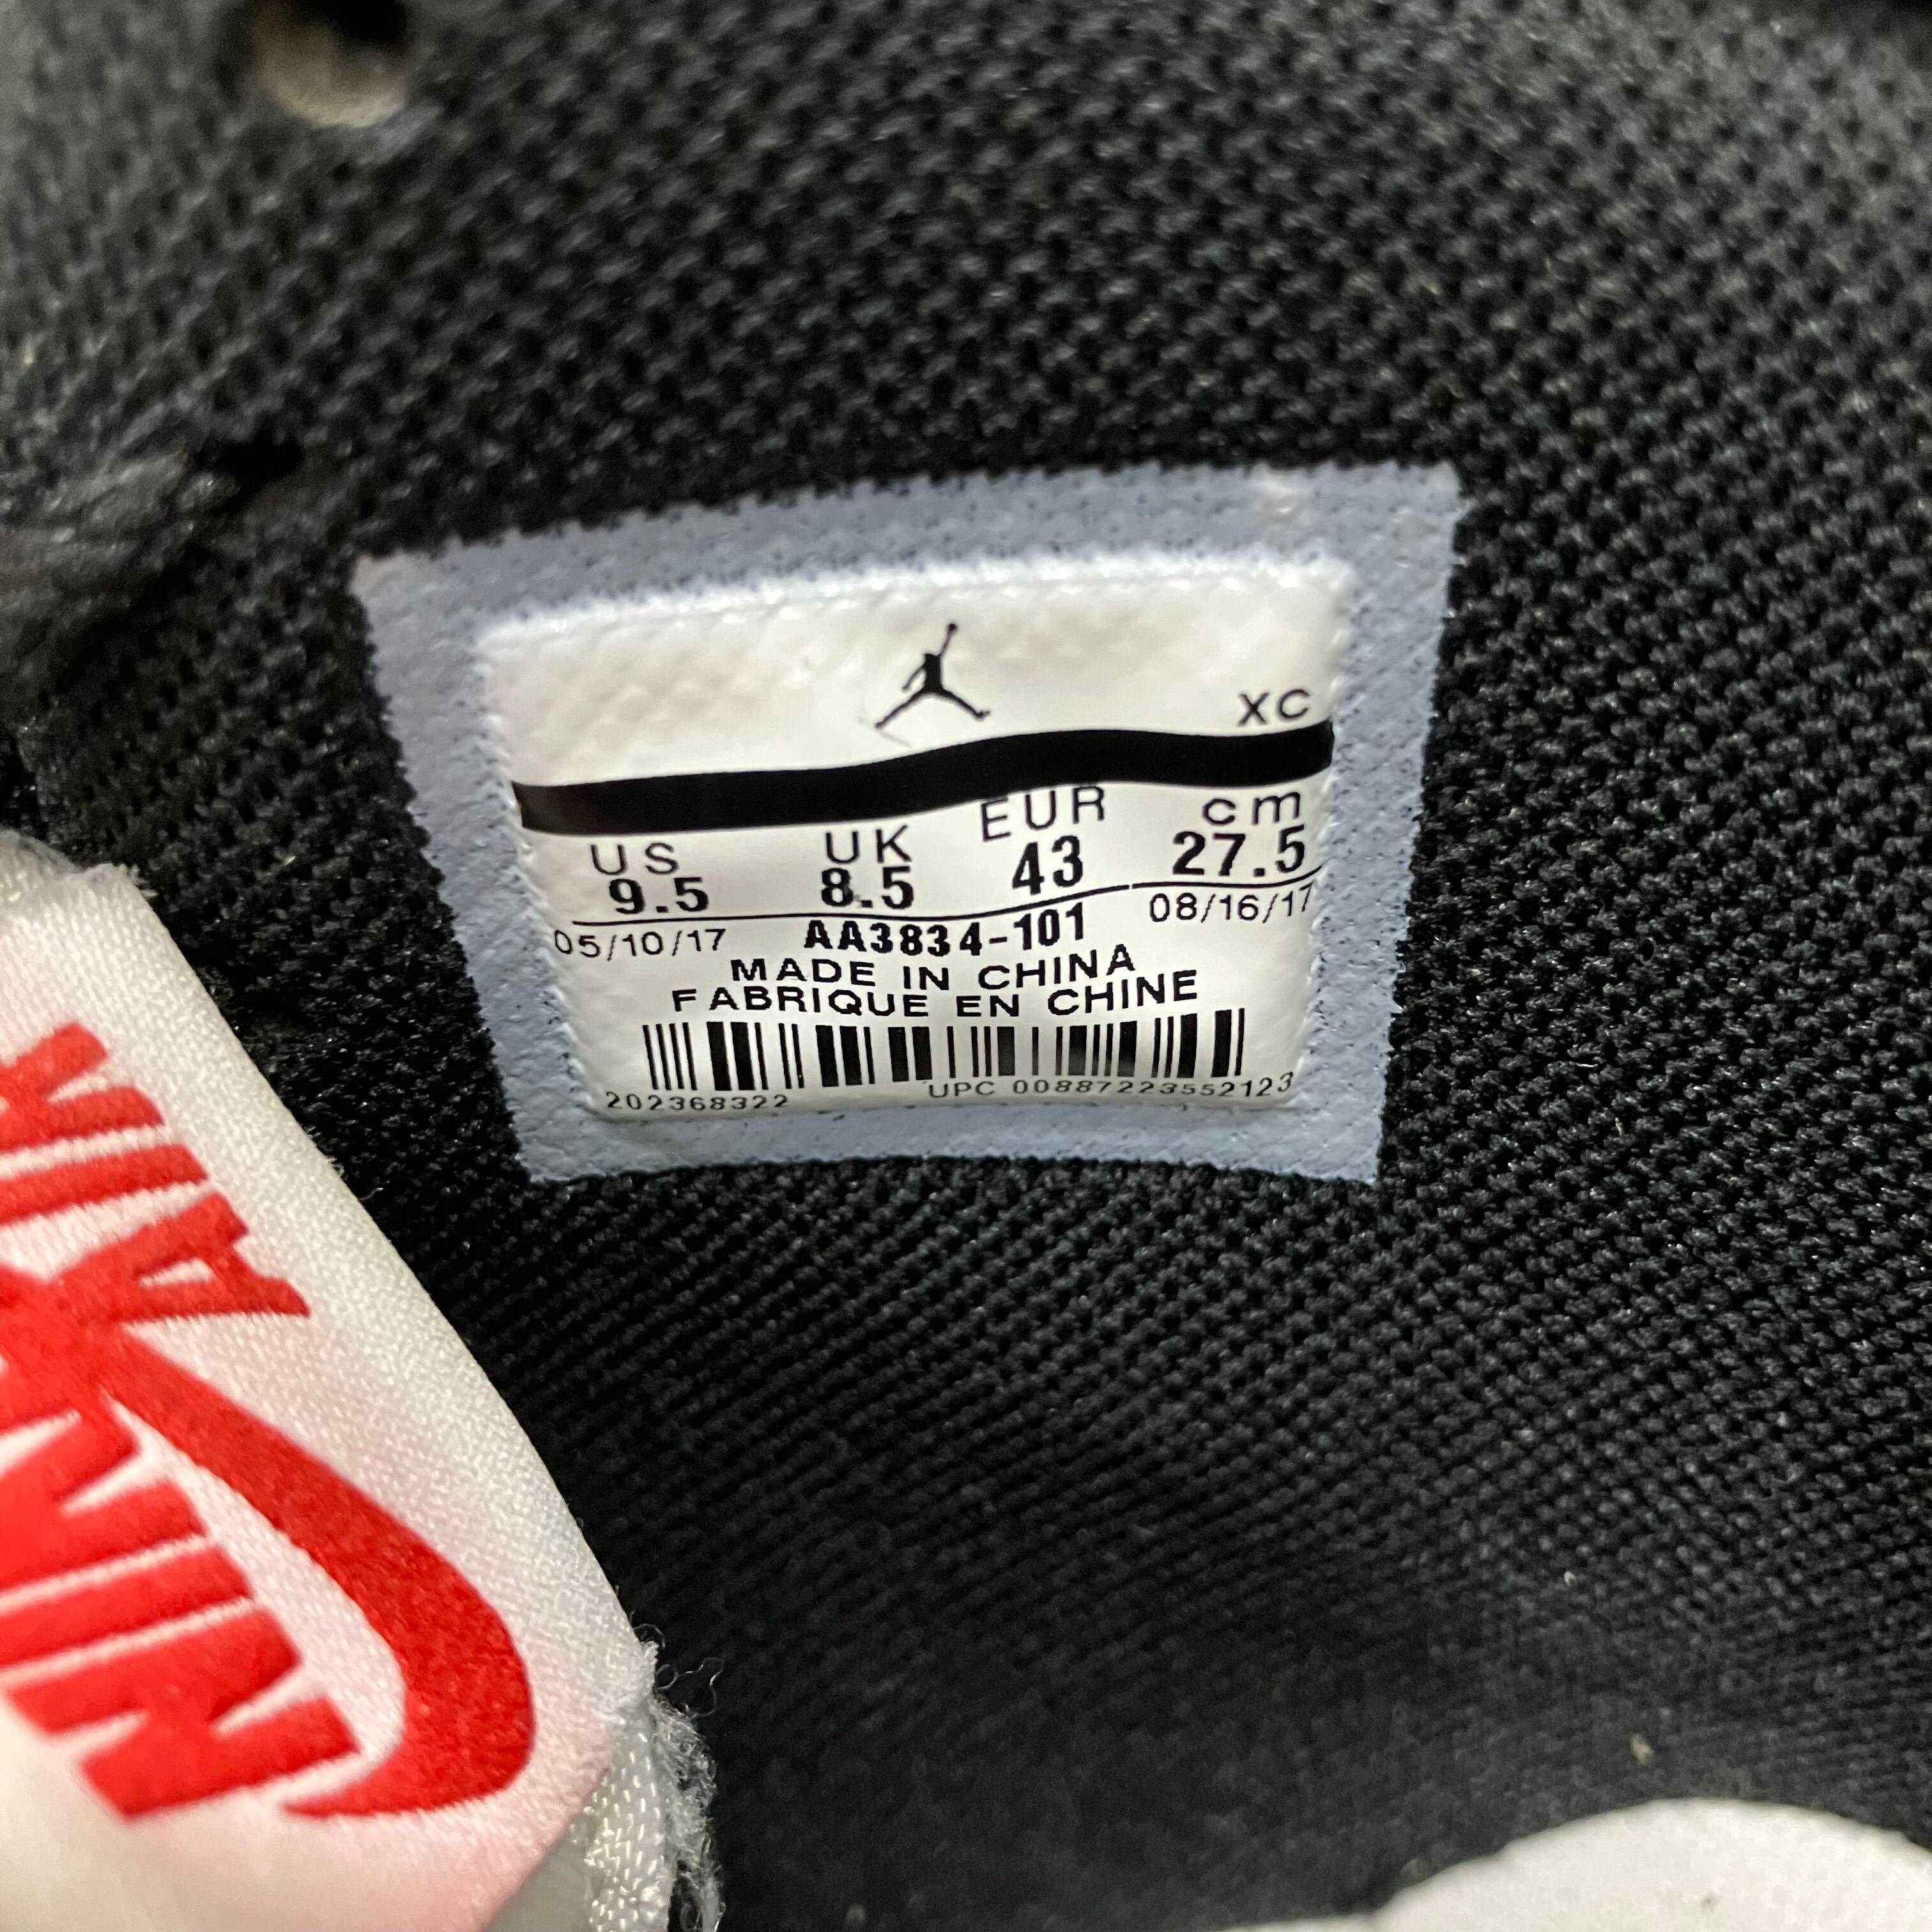 XC
US UK EUR cm
9.5 8.5 43 27.5
05/10/17 AA3834-101 08/16/17
MADE IN CHINA
FABRIQUE EN CHINE
202368322 UPC 00887223552123
AIR
NIKE